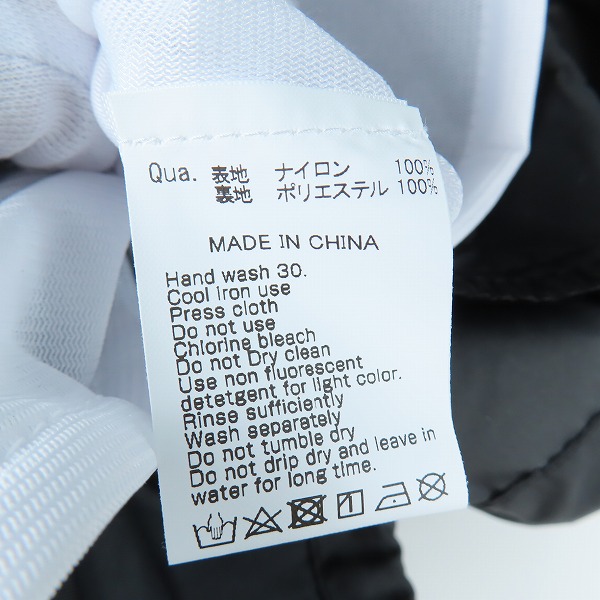 Qua. 表地 ナイロン 100%
裏地 ポリエステル 100%
MADE IN CHINA
Hand wash 30.
Cool iron use
Press cloth
Do not use
Chlorine bleach
Do not Dry clean
Use non fluorescent
detetgent for light color.
Rinse sufficiently
Wash separately
Do not tumble dry
Do not drip dry and leave in
water for long time.